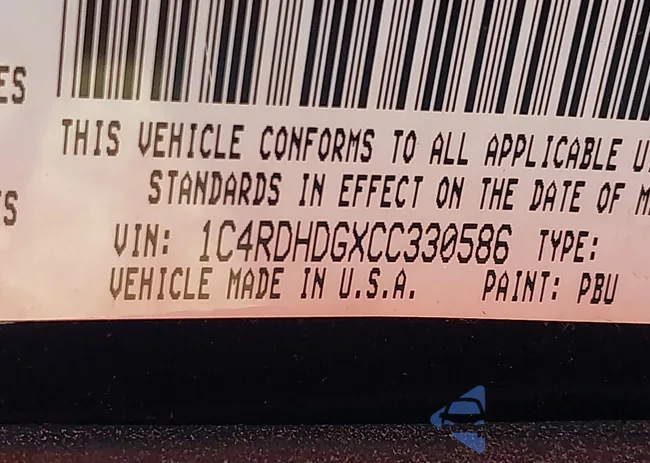 ES
THIS VEHICLE CONFORMS TO ALL APPLICABLE U
STANDARDS IN EFFECT ON THE DATE OF M
S
VIN: 1C4RDHDGXCC330586 TYPE:
VEHICLE MADE IN U.S.A. PAINT: PBU